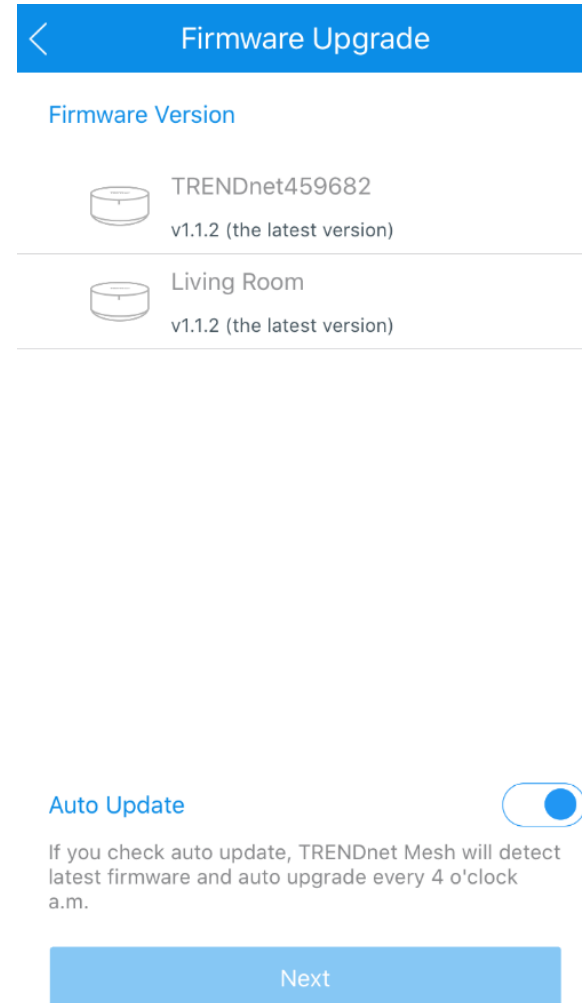 Firmware Upgrade
Firmware Version
TRENDnet459682
v1.1.2 (the latest version)
Living Room
v1.1.2 (the latest version)
Auto Update
If you check auto update, TRENDnet Mesh will detect
latest firmware and auto upgrade every 4 o'clock
a.m.
Next